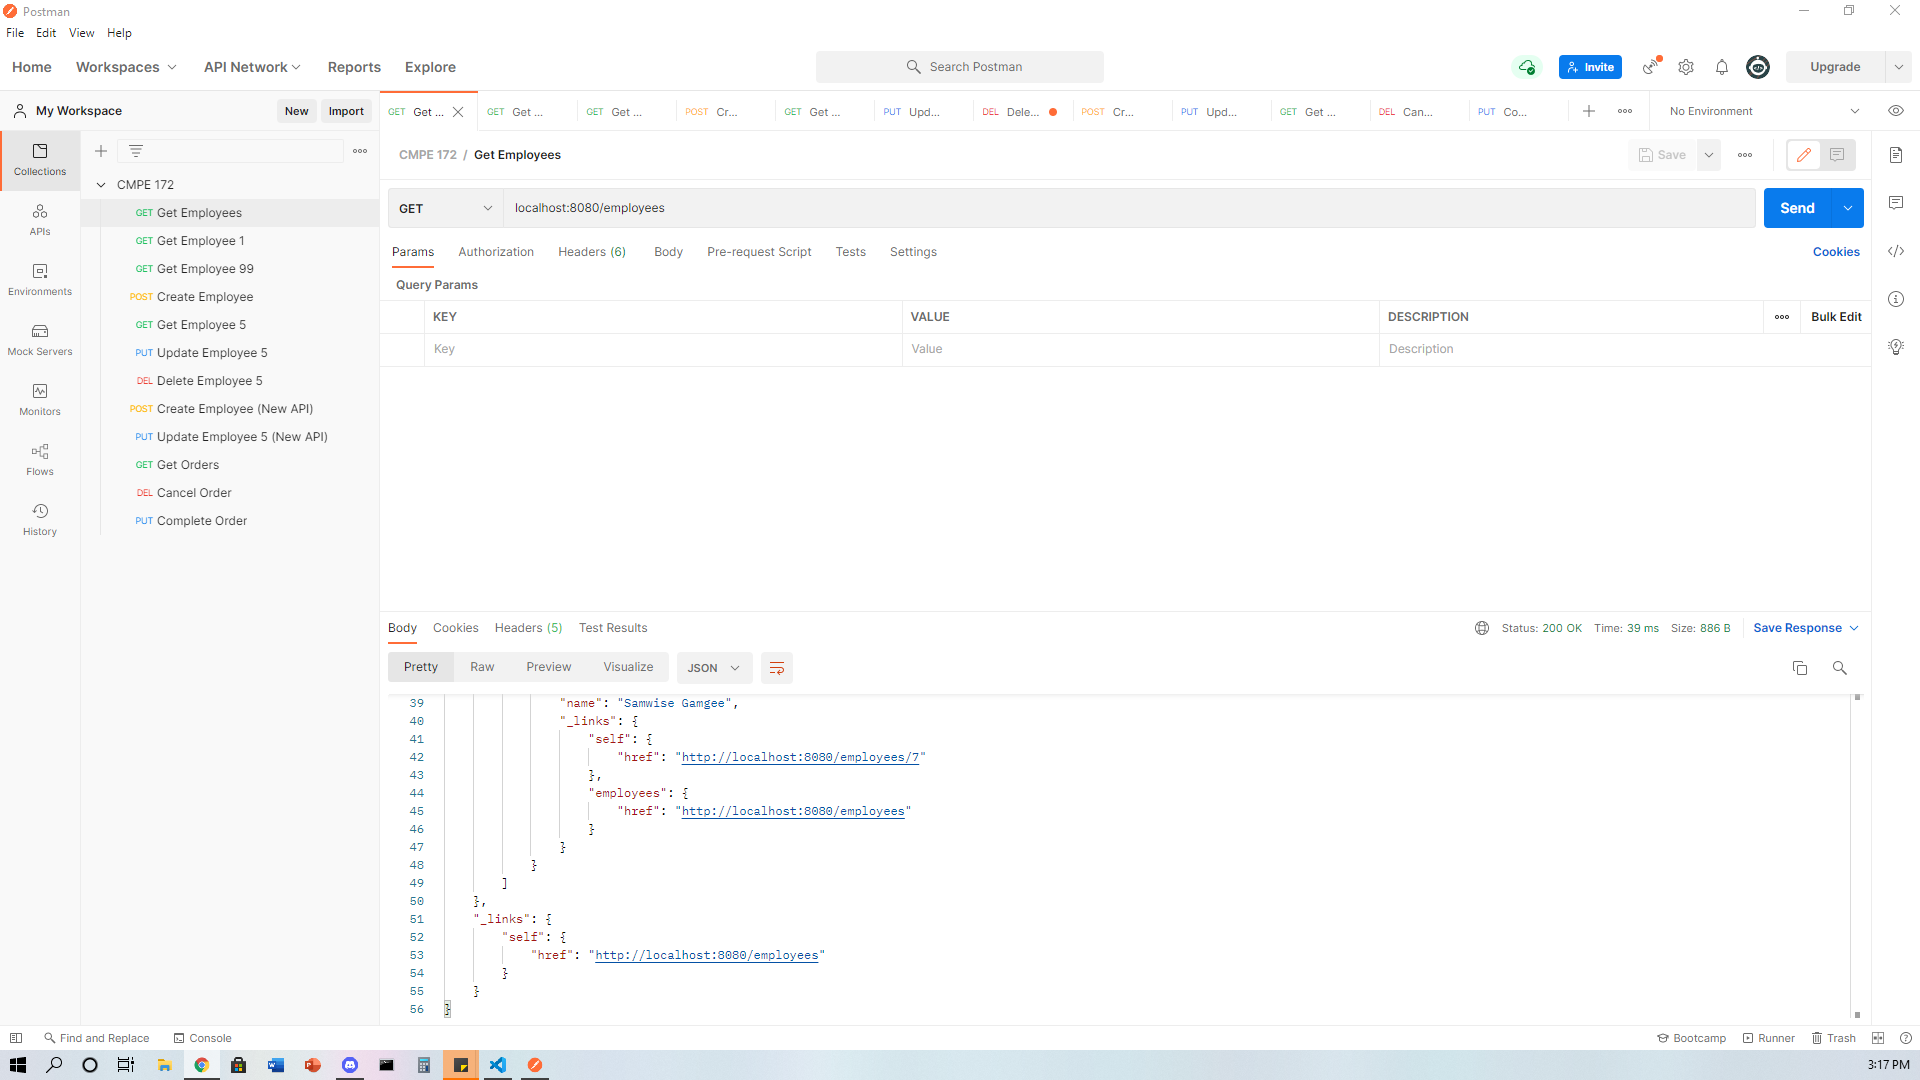 Postman
File Edit View Help
Home Workspaces API Network Reports Explore Search Postman Invite Upgrade
My Workspace New Import
GET Get ... GET Get ... GET Get ... POST Cr... GET Get ... PUT Upd... DEL Dele... POST Cr... PUT Upd... GET Get ... DEL Can... PUT Co... No Environment
Collections
APIs
Environments
Mock Servers
Monitors
Flows
History
CMPE 172
GET Get Employees
GET Get Employee 1
GET Get Employee 99
POST Create Employee
GET Get Employee 5
PUT Update Employee 5
DEL Delete Employee 5
POST Create Employee (New API)
PUT Update Employee 5 (New API)
GET Get Orders
DEL Cancel Order
PUT Complete Order
CMPE 172 / Get Employees Save
GET localhost:8080/employees Send
Params Authorization Headers (6) Body Pre-request Script Tests Settings Cookies
Query Params
KEY VALUE DESCRIPTION Bulk Edit
Key Value Description
Body Cookies Headers (5) Test Results Status: 200 OK Time: 39 ms Size: 886 B Save Response
Pretty Raw Preview Visualize JSON
39 "name": "Samwise Gamgee",
40 "_links": {
41 "self": {
42 "href": "http://localhost:8080/employees/7"
43 },
44 "employees": {
45 "href": "http://localhost:8080/employees"
46 }
47 }
48 }
49 ]
50 },
51 "_links": {
52 "self": {
53 "href": "http://localhost:8080/employees"
54 }
55 }
56 }
Find and Replace Console Bootcamp Runner Trash
3:17 PM